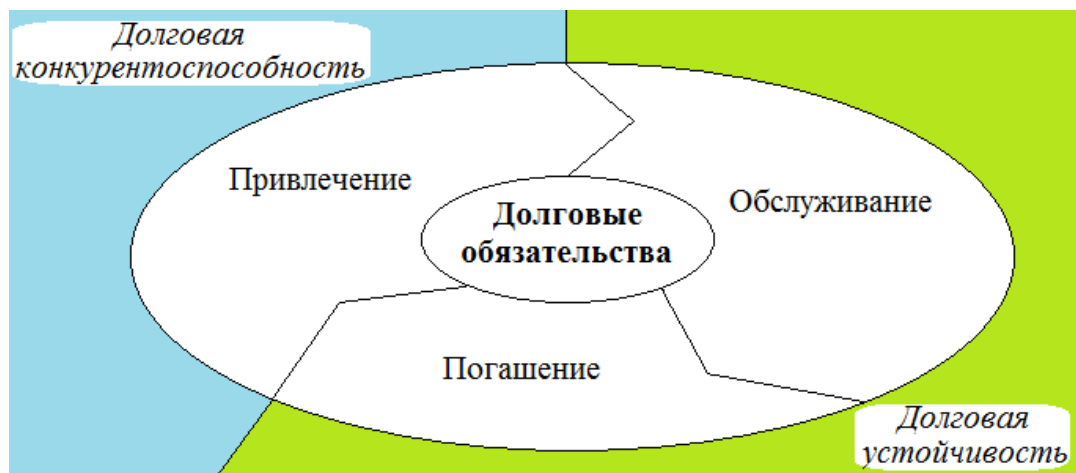 Долговая
конкурентоспособность
Привлечение
Обслуживание
Долговые
обязательства
Погашение
Долговая
устойчивость